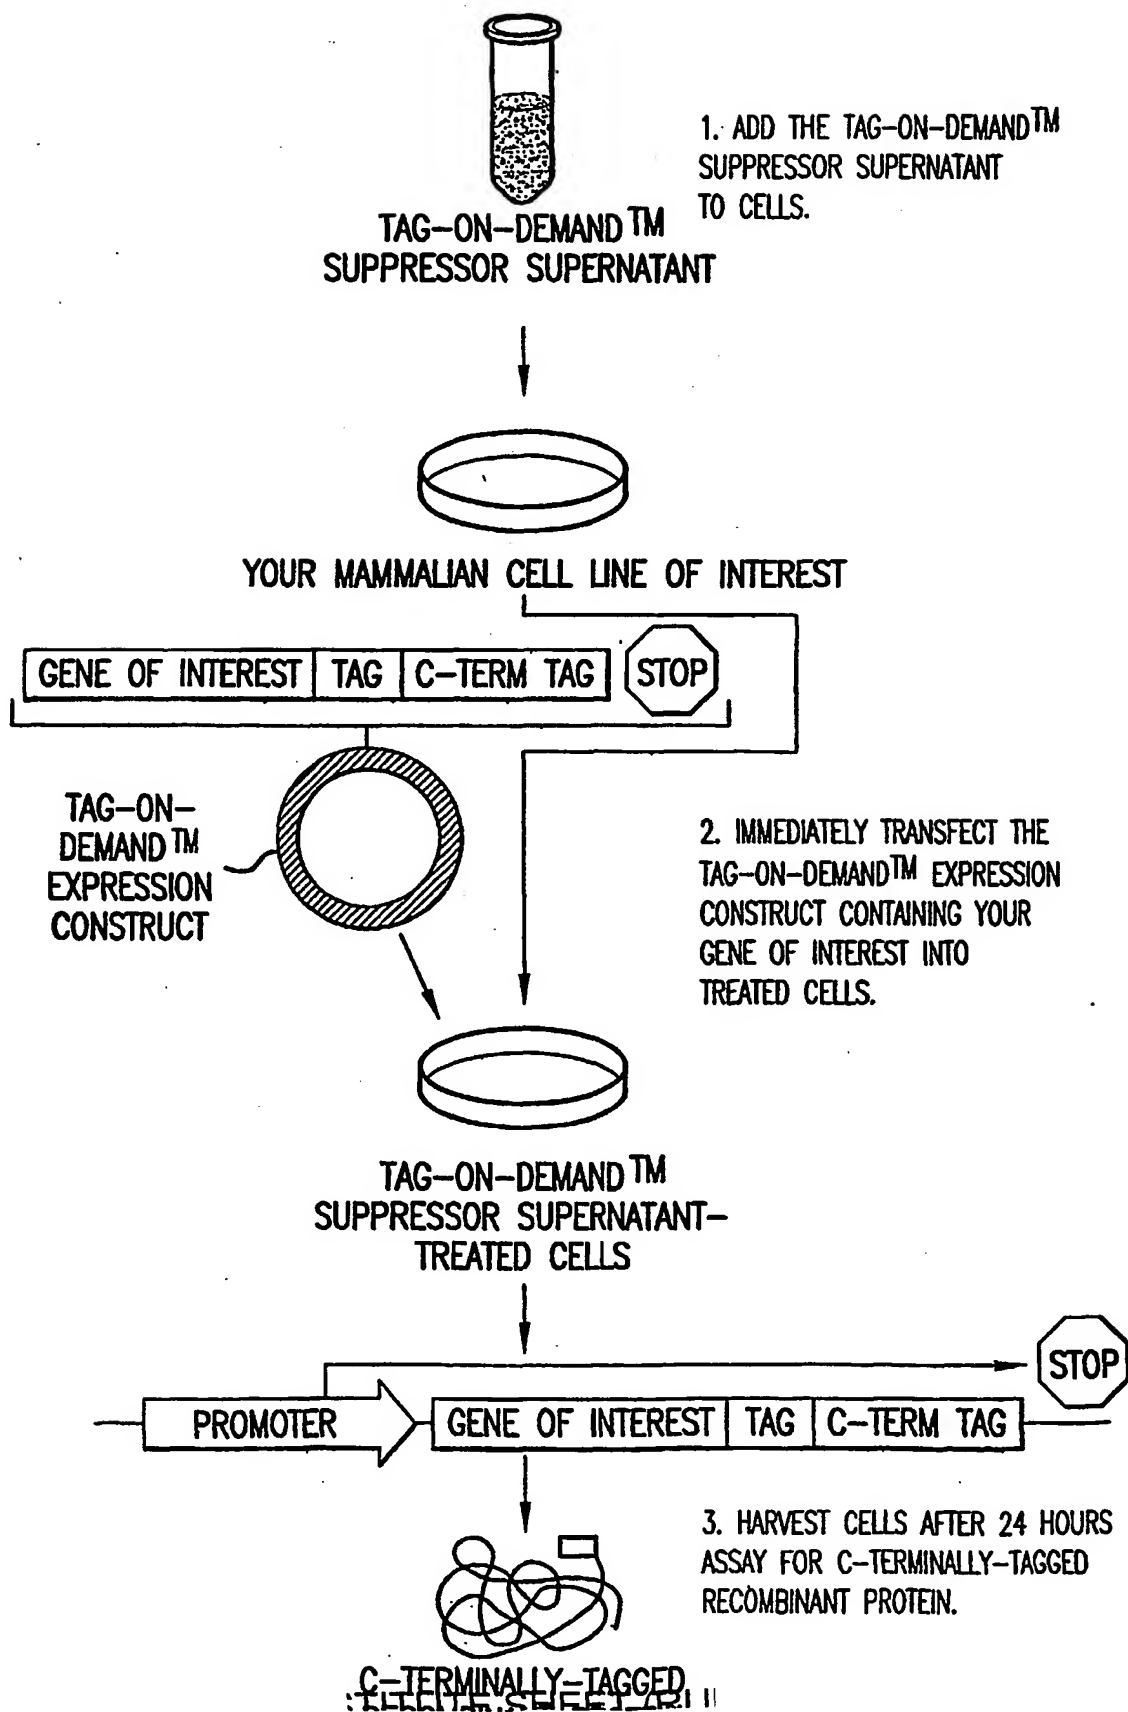 1. ADD THE TAG-ON-DEMAND™
SUPPRESSOR SUPERNATANT
TO CELLS.
TAG-ON-DEMAND™
SUPPRESSOR SUPERNATANT
YOUR MAMMALIAN CELL LINE OF INTEREST
GENE OF INTEREST TAG C-TERM TAG STOP
TAG-ON-
DEMAND™
EXPRESSION
CONSTRUCT
2. IMMEDIATELY TRANSFECT THE
TAG-ON-DEMAND™ EXPRESSION
CONSTRUCT CONTAINING YOUR
GENE OF INTEREST INTO
TREATED CELLS.
TAG-ON-DEMAND™
SUPPRESSOR SUPERNATANT-
TREATED CELLS
STOP
PROMOTER GENE OF INTEREST TAG C-TERM TAG
3. HARVEST CELLS AFTER 24 HOURS
ASSAY FOR C-TERMINALLY-TAGGED
RECOMBINANT PROTEIN.
C-TERMINALLY-TAGGED